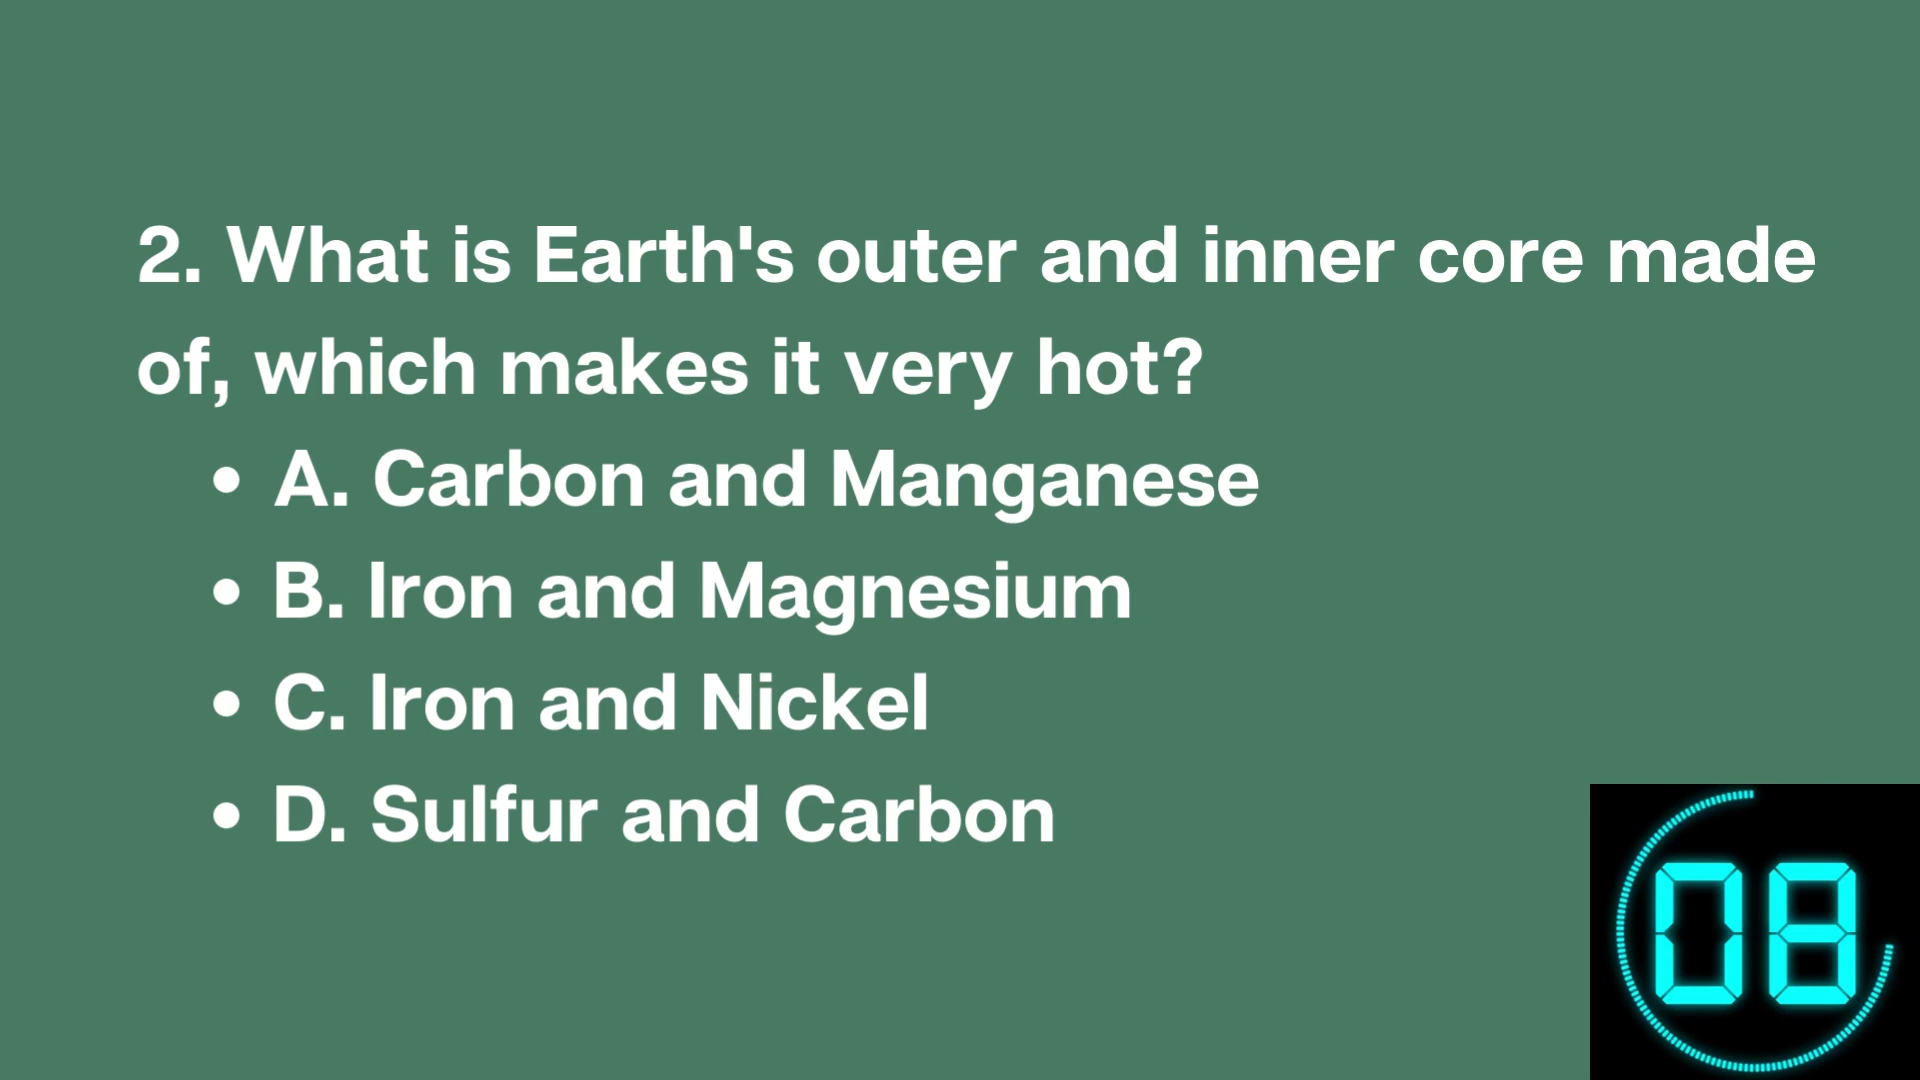 2. What is Earth's outer and inner core made
of, which makes it very hot?
• A. Carbon and Manganese
• B. Iron and Magnesium
• C. Iron and Nickel
• D. Sulfur and Carbon
08